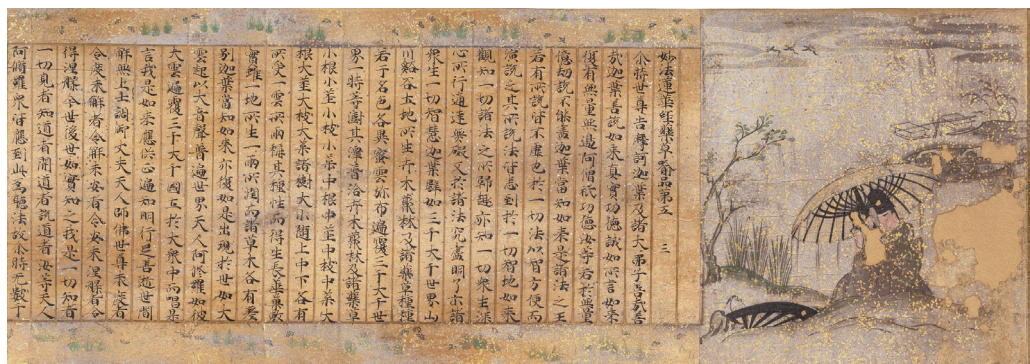 妙法蓮華經藥草喩品第五　三
尒時世尊告摩訶迦葉及諸大弟子善哉善
哉迦葉善說如來真實功德誠如所言如來
復有無量無邊阿僧祇功德汝等若於無量
億劫說不能盡迦葉當知如來是諸法之王
若有所說皆不虛也於一切法以智方便而
演說之其所說法皆悉到於一切智地如來
觀知一切諸法之所歸趣亦知一切衆生深
心所行通達無礙又於諸法究盡明了示諸
衆生一切智慧迦葉譬如三千大千世界山
川谿谷土地所生卉木叢林及諸藥草種類
若干名色各異密雲弥布遍覆三千大千世
界一時等澍其澤普洽卉木叢林及諸藥草
小根小莖小枝小葉中根中莖中枝中葉大
根大莖大枝大葉諸樹大小隨上中下各有
所受一雲所雨稱其種性而得生長華菓敷
實雖一地所生一雨所潤而諸草木各有差
別迦葉當知如來亦復如是出現於世如大
雲起以大音聲普遍世界天人阿修羅如彼
大雲遍覆三千大千國土於大衆中而唱是
言我是如來應供正遍知明行足善逝世間
解無上士調御丈夫天人師佛世尊未度者
令度未解者令解未安者令安未涅槃者令
得涅槃今世後世如實知之我是一切知者
一切見者知道者開道者說道者汝等天人
阿脩羅衆皆應到此爲聽法故尒時无數千